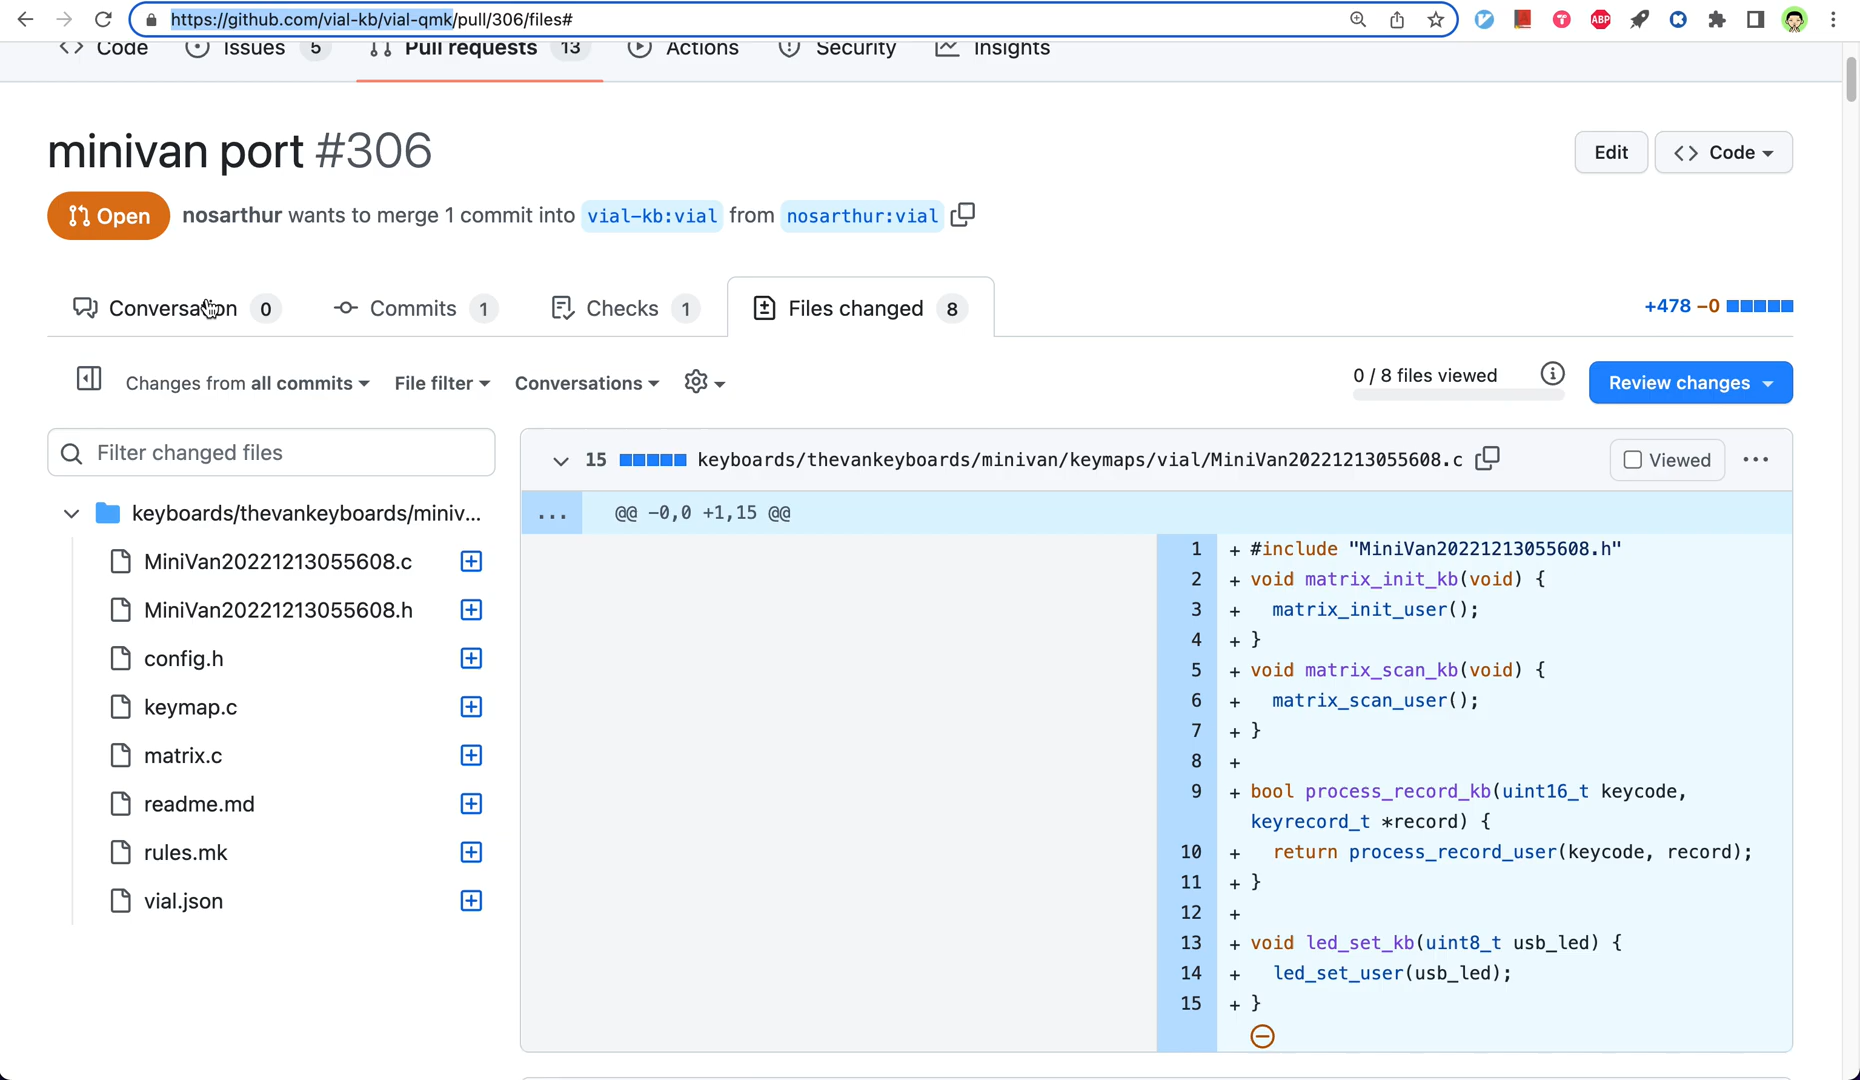 https://github.com/vial-kb/vial-qmk/pull/306/files#
ABP
Code Issues 5 Pull requests 13 Actions Security Insights
minivan port #306
Edit
Code
Open
nosarthur wants to merge 1 commit into vial-kb:vial from nosarthur:vial
Conversation 0
Commits 1
Checks 1
Files changed 8
+478 −0
Changes from all commits
File filter
Conversations
0 / 8 files viewed
Review changes
Filter changed files
keyboards/thevankeyboards/miniv...
MiniVan20221213055608.c
MiniVan20221213055608.h
config.h
keymap.c
matrix.c
readme.md
rules.mk
vial.json
15 keyboards/thevankeyboards/minivan/keymaps/vial/MiniVan20221213055608.c
Viewed
...
@@ -0,0 +1,15 @@
1 + #include "MiniVan20221213055608.h"
2 + void matrix_init_kb(void) {
3 + matrix_init_user();
4 + }
5 + void matrix_scan_kb(void) {
6 + matrix_scan_user();
7 + }
8 +
9 + bool process_record_kb(uint16_t keycode,
keyrecord_t *record) {
10 + return process_record_user(keycode, record);
11 + }
12 +
13 + void led_set_kb(uint8_t usb_led) {
14 + led_set_user(usb_led);
15 + }